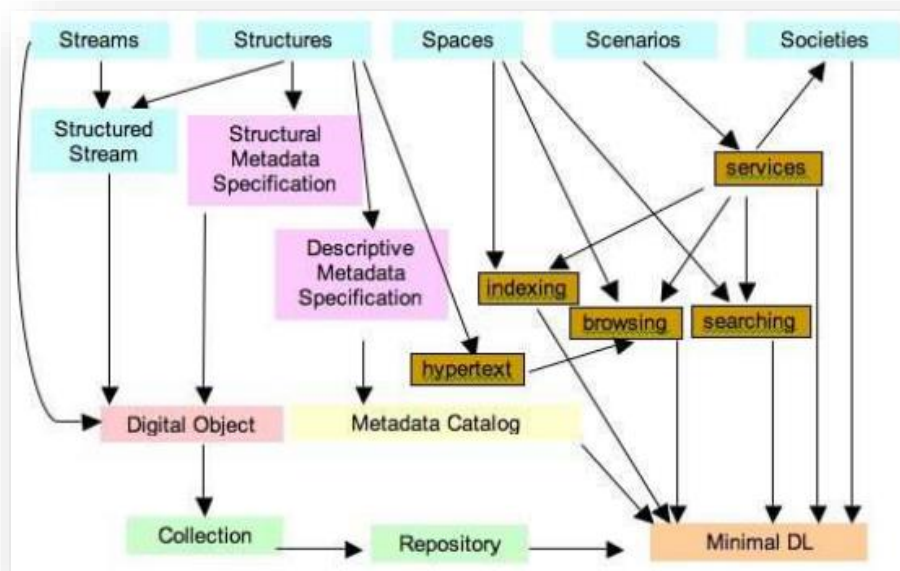 Streams
Structures
Spaces
Scenarios
Societies
Structured
Stream
Structural
Metadata
Specification
services
Descriptive
Metadata
Specification
indexing
browsing
searching
hypertext
Digital Object
Metadata Catalog
Collection
Repository
Minimal DL